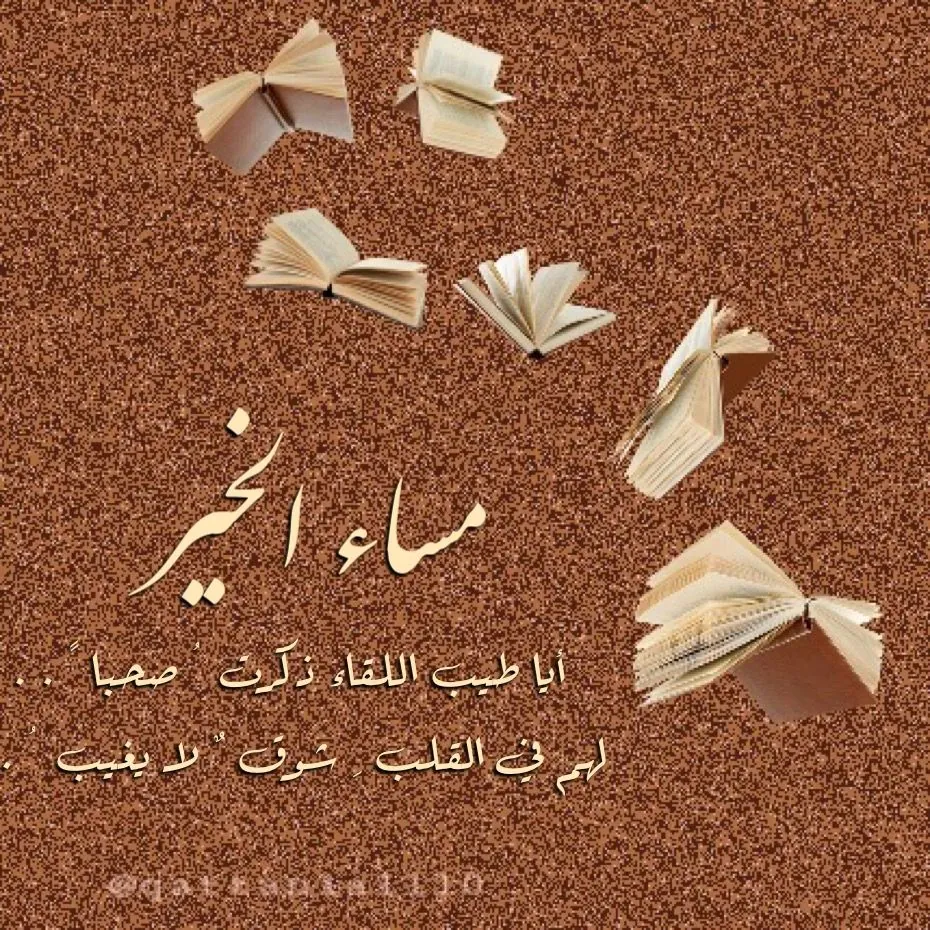 مساء الخير
أيا طيب اللقاء ذكرت ُ صحبا ً . .
لهم في القلب ِ شوق ٌ لا يغيب ُ .